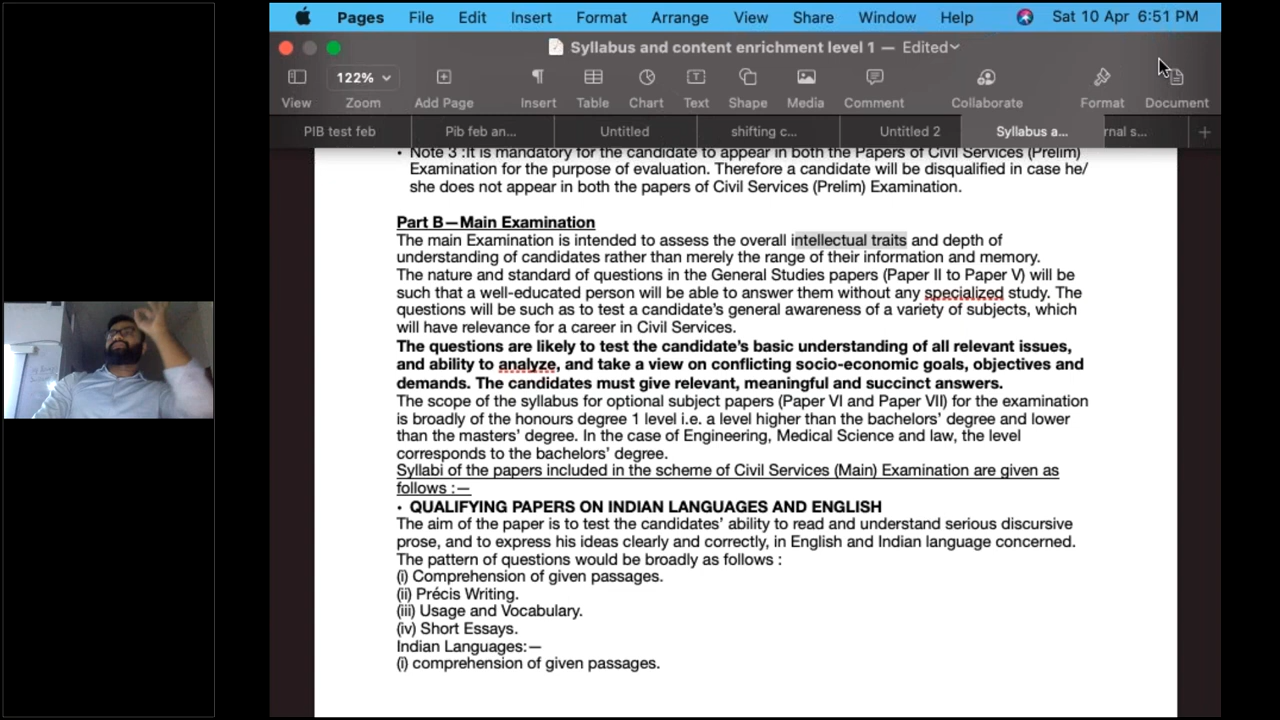 Pages File Edit Insert Format Arrange View Share Window Help Sat 10 Apr 6:51 PM
Syllabus and content enrichment level 1 — Edited
122%
View Zoom Add Page Insert Table Chart Text Shape Media Comment Collaborate Format Document
PIB test feb Pib feb an... Untitled shifting c... Untitled 2 Syllabus a... rnal s...
• Note 3 :It is mandatory for the candidate to appear in both the Papers of Civil Services (Prelim)
Examination for the purpose of evaluation. Therefore a candidate will be disqualified in case he/
she does not appear in both the papers of Civil Services (Prelim) Examination.
Part B—Main Examination
The main Examination is intended to assess the overall intellectual traits and depth of
understanding of candidates rather than merely the range of their information and memory.
The nature and standard of questions in the General Studies papers (Paper II to Paper V) will be
such that a well-educated person will be able to answer them without any specialized study. The
questions will be such as to test a candidate’s general awareness of a variety of subjects, which
will have relevance for a career in Civil Services.
The questions are likely to test the candidate’s basic understanding of all relevant issues,
and ability to analyze, and take a view on conflicting socio-economic goals, objectives and
demands. The candidates must give relevant, meaningful and succinct answers.
The scope of the syllabus for optional subject papers (Paper VI and Paper VII) for the examination
is broadly of the honours degree 1 level i.e. a level higher than the bachelors’ degree and lower
than the masters’ degree. In the case of Engineering, Medical Science and law, the level
corresponds to the bachelors’ degree.
Syllabi of the papers included in the scheme of Civil Services (Main) Examination are given as
follows :—
• QUALIFYING PAPERS ON INDIAN LANGUAGES AND ENGLISH
The aim of the paper is to test the candidates’ ability to read and understand serious discursive
prose, and to express his ideas clearly and correctly, in English and Indian language concerned.
The pattern of questions would be broadly as follows :
(i) Comprehension of given passages.
(ii) Précis Writing.
(iii) Usage and Vocabulary.
(iv) Short Essays.
Indian Languages:—
(i) comprehension of given passages.